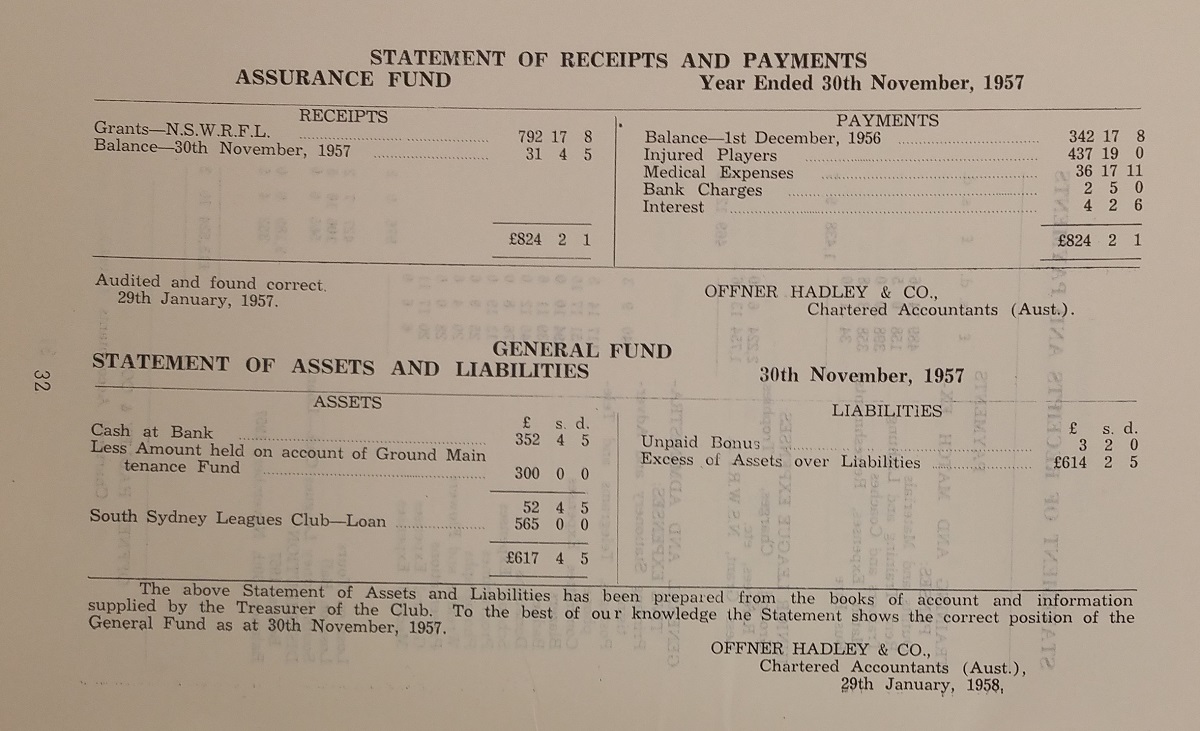 STATEMENT OF RECEIPTS AND PAYMENTS
ASSURANCE FUND Year Ended 30th November, 1957
RECEIPTS
Grants—N.S.W.R.F.L. 792 17 8
Balance—30th November, 1957 31 4 5
£824 2 1
PAYMENTS
Balance—1st December, 1956 342 17 8
Injured Players 437 19 0
Medical Expenses 36 17 11
Bank Charges 2 5 0
Interest 4 2 6
£824 2 1
Audited and found correct.
29th January, 1957.
OFFNER HADLEY & CO.,
Chartered Accountants (Aust.).
GENERAL FUND
STATEMENT OF ASSETS AND LIABILITIES 30th November, 1957
ASSETS
£ s. d.
Cash at Bank 352 4 5
Less Amount held on account of Ground Main
tenance Fund 300 0 0
52 4 5
South Sydney Leagues Club—Loan 565 0 0
£617 4 5
LIABILITIES
£ s. d.
Unpaid Bonus 3 2 0
Excess of Assets over Liabilities £614 2 5
The above Statement of Assets and Liabilities has been prepared from the books of account and information
supplied by the Treasurer of the Club. To the best of our knowledge the Statement shows the correct position of the
General Fund as at 30th November, 1957.
OFFNER HADLEY & CO.,
Chartered Accountants (Aust.),
29th January, 1958,
32